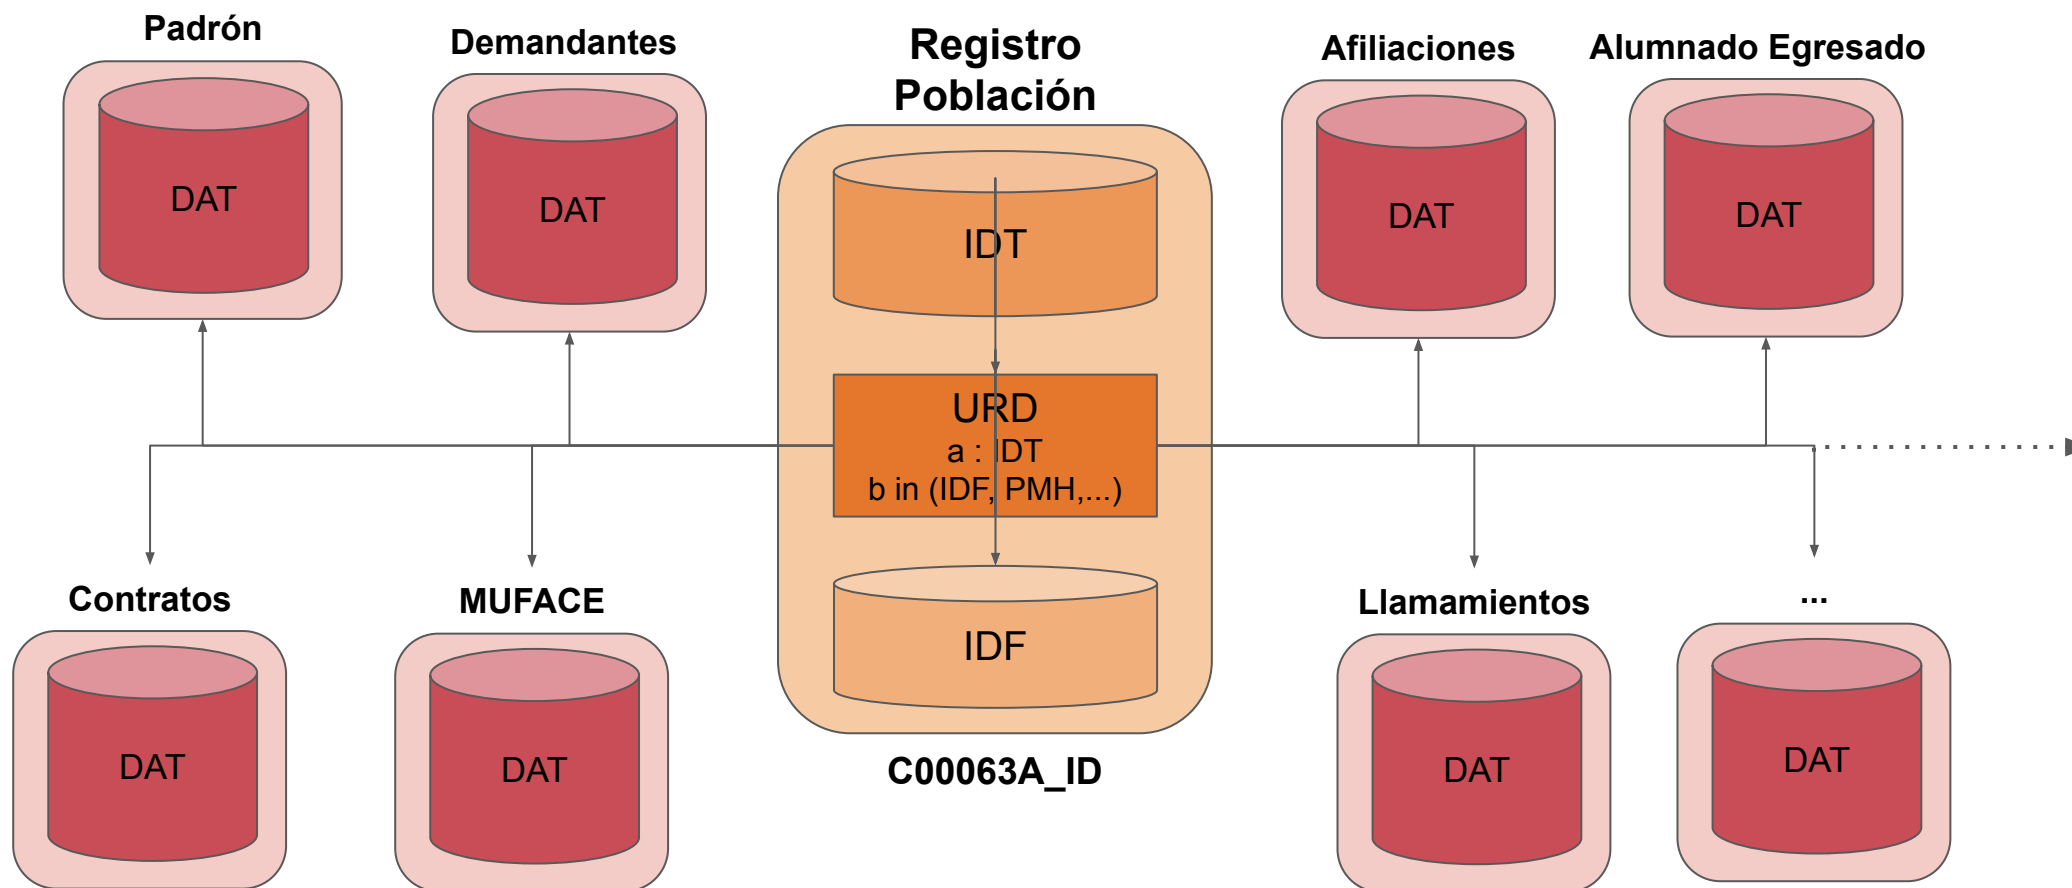 Padrón
DAT
Demandantes
DAT
Registro
Población
IDT
URD
a : IDT
b in (IDF, PMH,...)
IDF
C00063A_ID
Afiliaciones
DAT
Alumnado Egresado
DAT
Contratos
DAT
MUFACE
DAT
Llamamientos
DAT
...
DAT